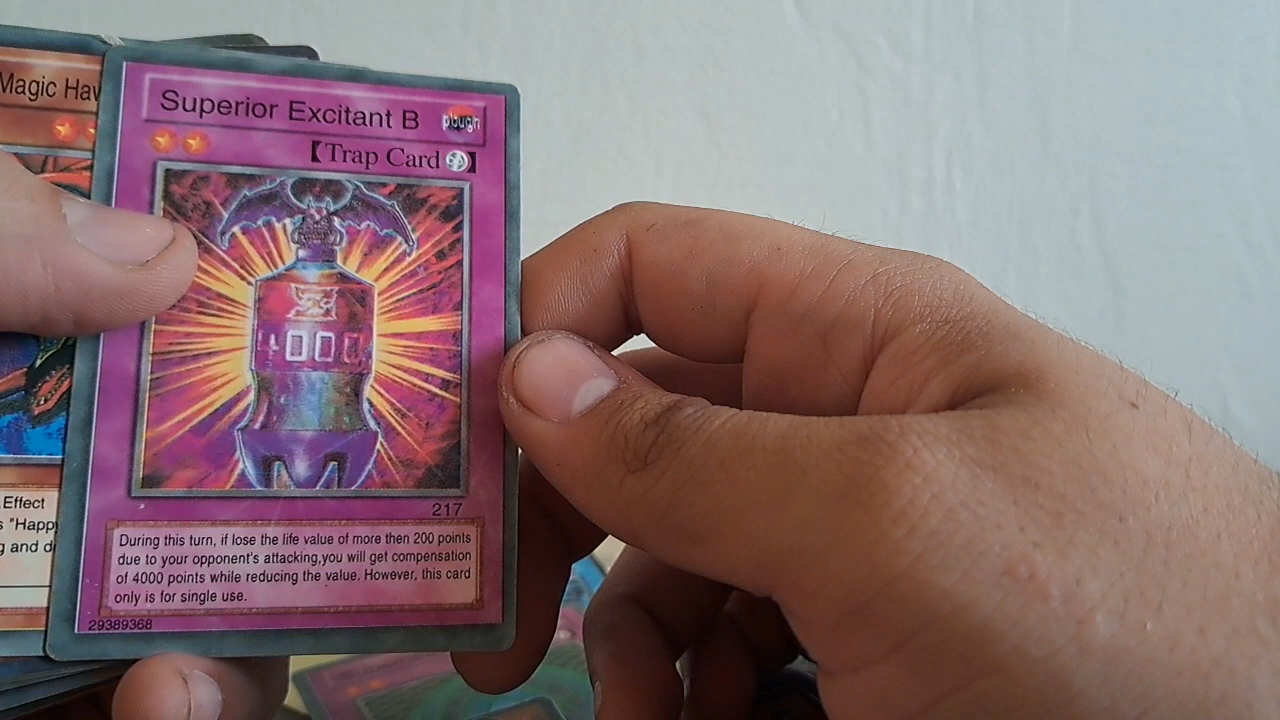 Magic Hav
Superior Excitant B
【Trap Card
000
217
During this turn, if lose the life value of more then 200 points
due to your opponent's attacking,you will get compensation
of 4000 points while reducing the value. However, this card
only is for single use.
29389368
Effect
"Happ
g and d